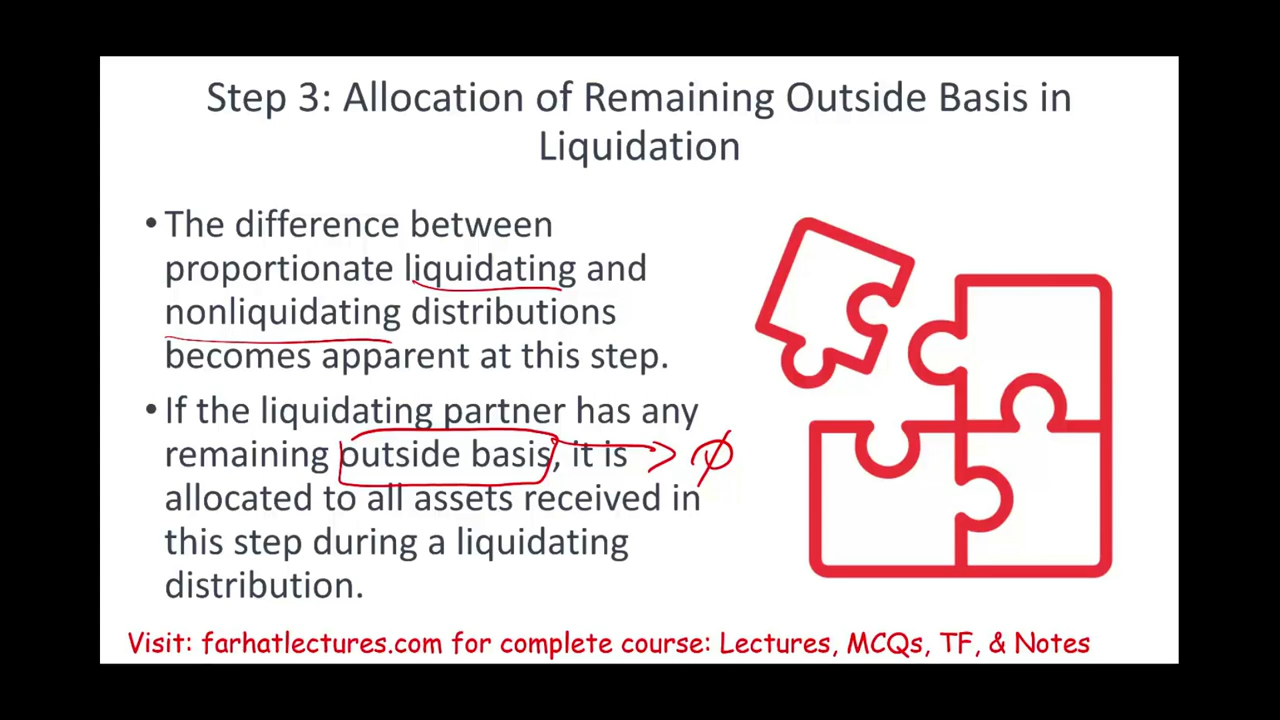 Step 3: Allocation of Remaining Outside Basis in
Liquidation
• The difference between
proportionate liquidating and
nonliquidating distributions
becomes apparent at this step.
• If the liquidating partner has any
remaining outside basis, it is
allocated to all assets received in
this step during a liquidating
distribution.
Visit: farhatlectures.com for complete course: Lectures, MCQs, TF, & Notes